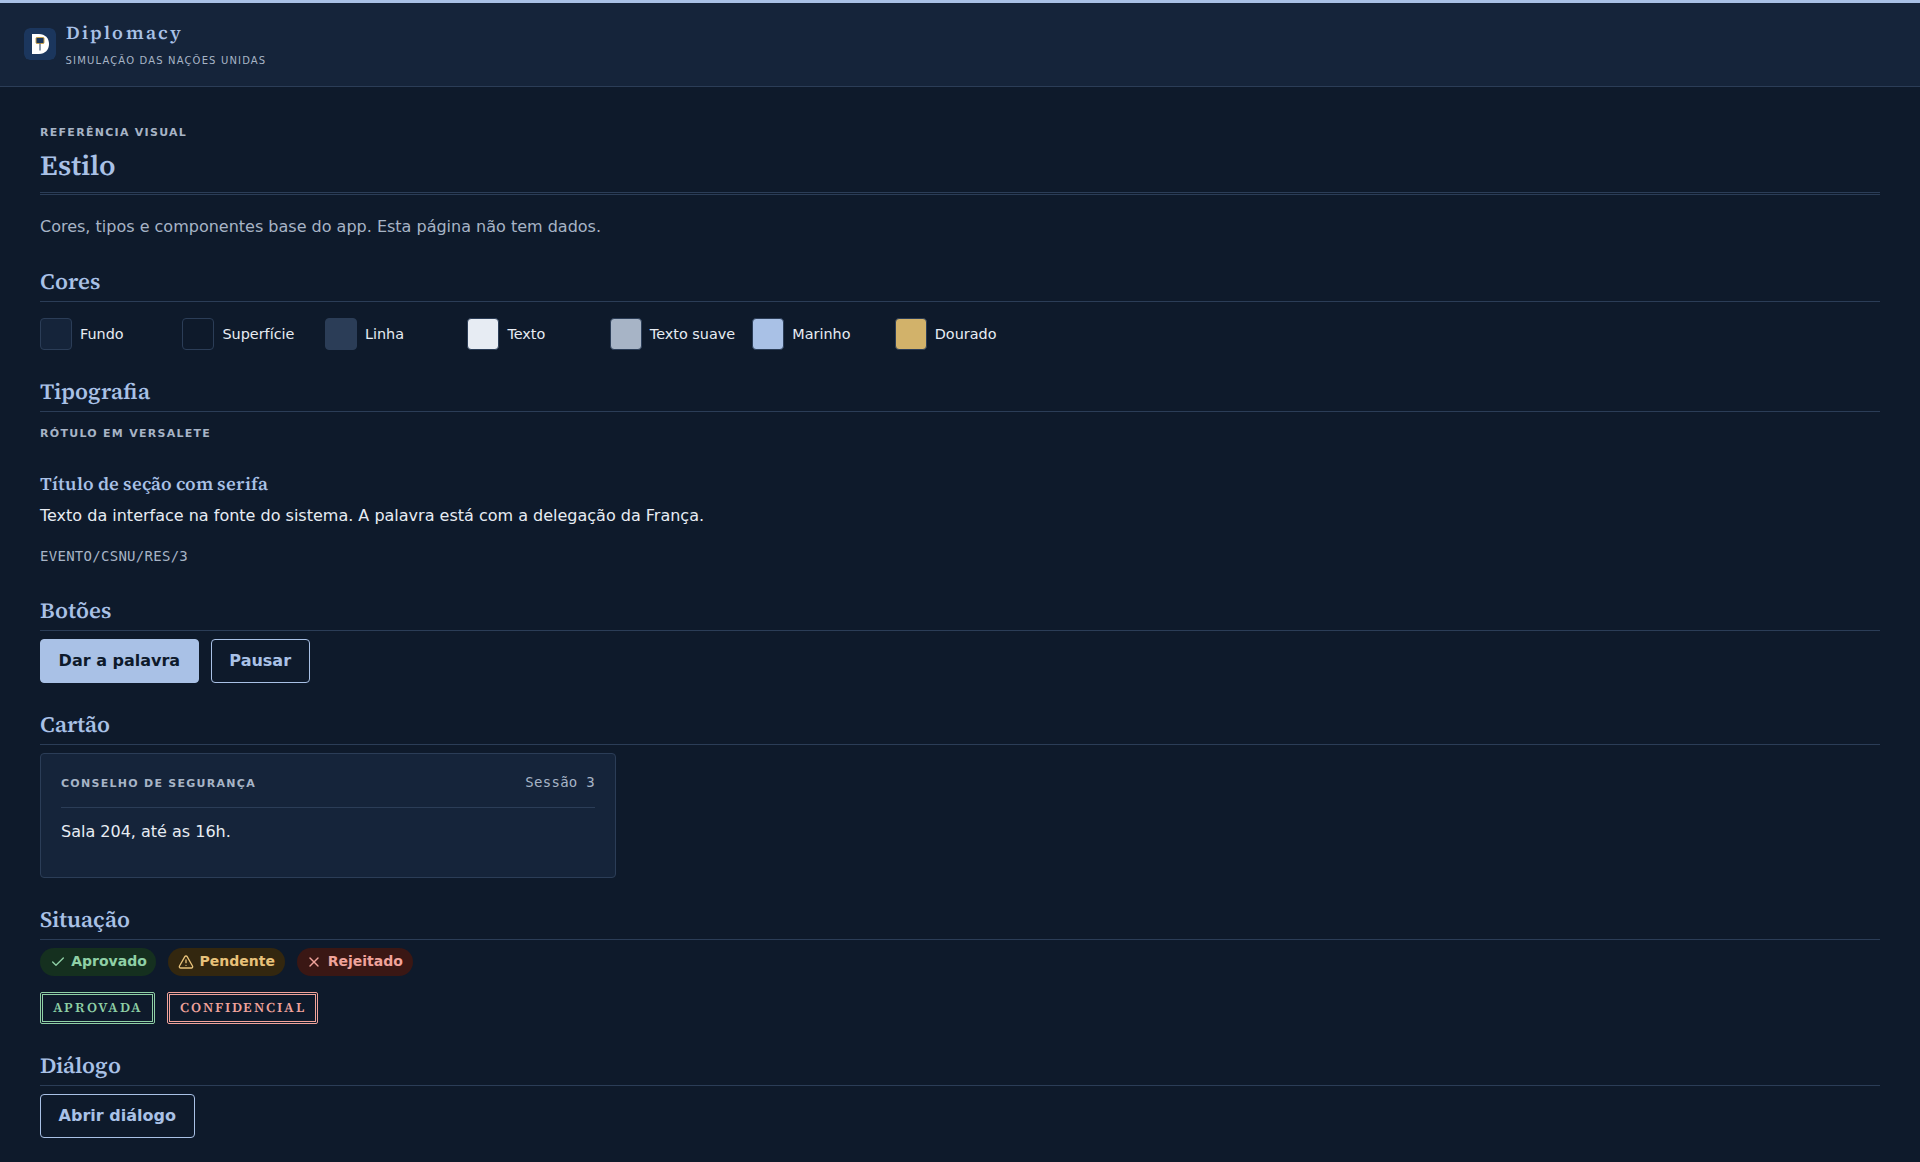 Diplomacy
SIMULAÇÃO DAS NAÇÕES UNIDAS
REFERÊNCIA VISUAL
Estilo
Cores, tipos e componentes base do app. Esta página não tem dados.
Cores
Fundo Superfície Linha Texto Texto suave Marinho Dourado
Tipografia
RÓTULO EM VERSALETE
Título de seção com serifa
Texto da interface na fonte do sistema. A palavra está com a delegação da França.
EVENTO/CSNU/RES/3
Botões
Dar a palavra Pausar
Cartão
CONSELHO DE SEGURANÇA Sessão 3
Sala 204, até as 16h.
Situação
Aprovado Pendente Rejeitado
APROVADA CONFIDENCIAL
Diálogo
Abrir diálogo